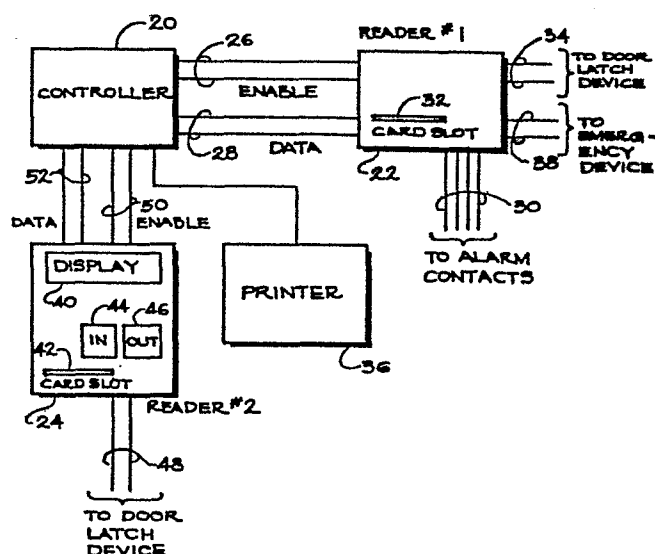 20
CONTROLLER
26
ENABLE
28
DATA
READER #1
32
CARD SLOT
22
34
TO DOOR
LATCH
DEVICE
38
TO
EMERG-
ENCY
DEVICE
30
TO ALARM
CONTACTS
52
DATA
50
ENABLE
DISPLAY
40
44
46
IN
OUT
42
CARD SLOT
24
READER #2
PRINTER
36
48
TO DOOR
LATCH
DEVICE